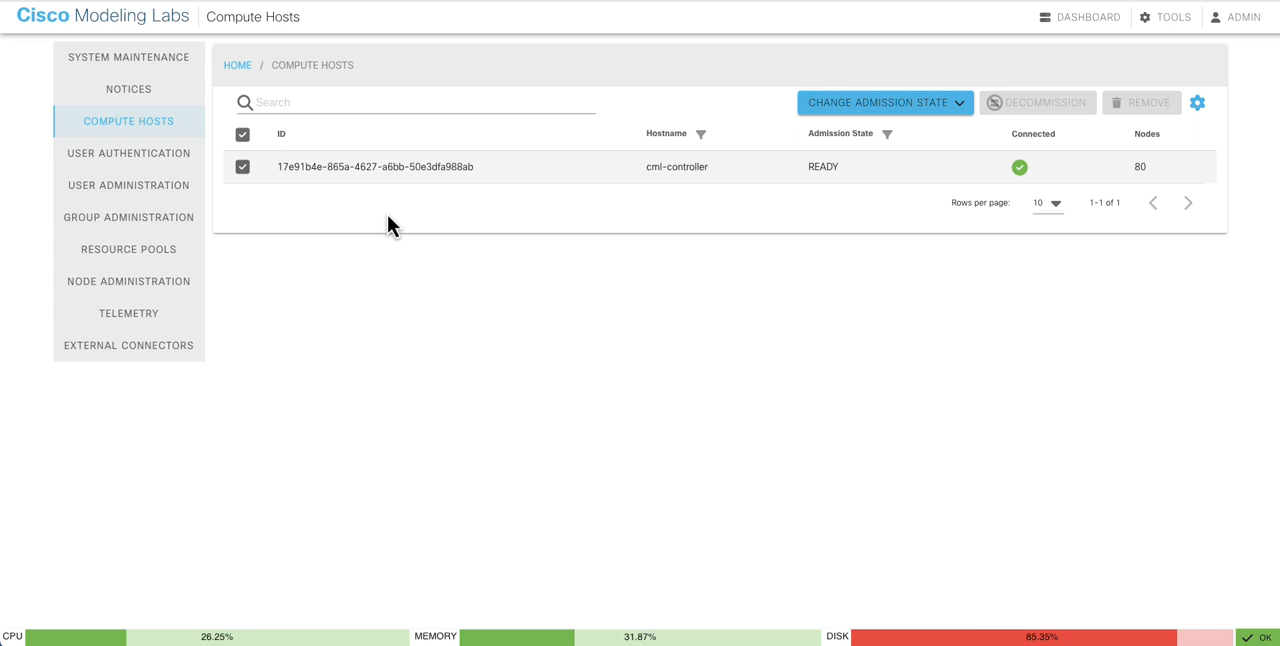 Cisco Modeling Labs Compute Hosts DASHBOARD TOOLS ADMIN
SYSTEM MAINTENANCE
NOTICES
COMPUTE HOSTS
USER AUTHENTICATION
USER ADMINISTRATION
GROUP ADMINISTRATION
RESOURCE POOLS
NODE ADMINISTRATION
TELEMETRY
EXTERNAL CONNECTORS
HOME / COMPUTE HOSTS
Search CHANGE ADMISSION STATE DECOMMISSION REMOVE
ID Hostname Admission State Connected Nodes
17e91b4e-865a-4627-a6bb-50e3dfa988ab cml-controller READY 80
Rows per page: 10 1-1 of 1
CPU 26.25% MEMORY 31.87% DISK 85.35% OK